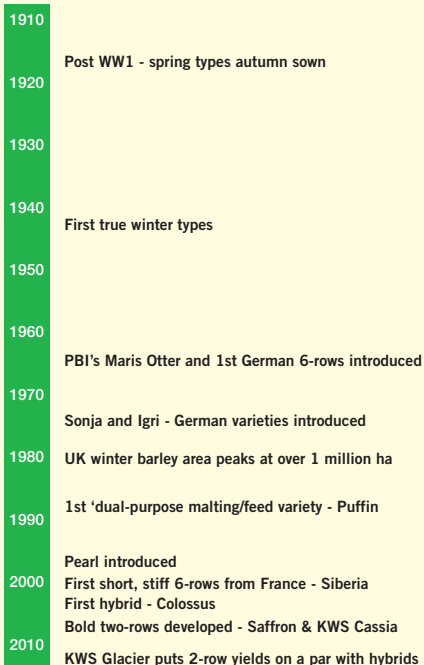 1910
Post WW1 - spring types autumn sown
1920
1930
1940
First true winter types
1950
1960
PBI's Maris Otter and 1st German 6-rows introduced
1970
Sonja and Igri - German varieties introduced
1980
UK winter barley area peaks at over 1 million ha
1st ‘dual-purpose malting/feed variety - Puffin
1990
Pearl introduced
2000
First short, stiff 6-rows from France - Siberia
First hybrid - Colossus
Bold two-rows developed - Saffron & KWS Cassia
2010
KWS Glacier puts 2-row yields on a par with hybrids